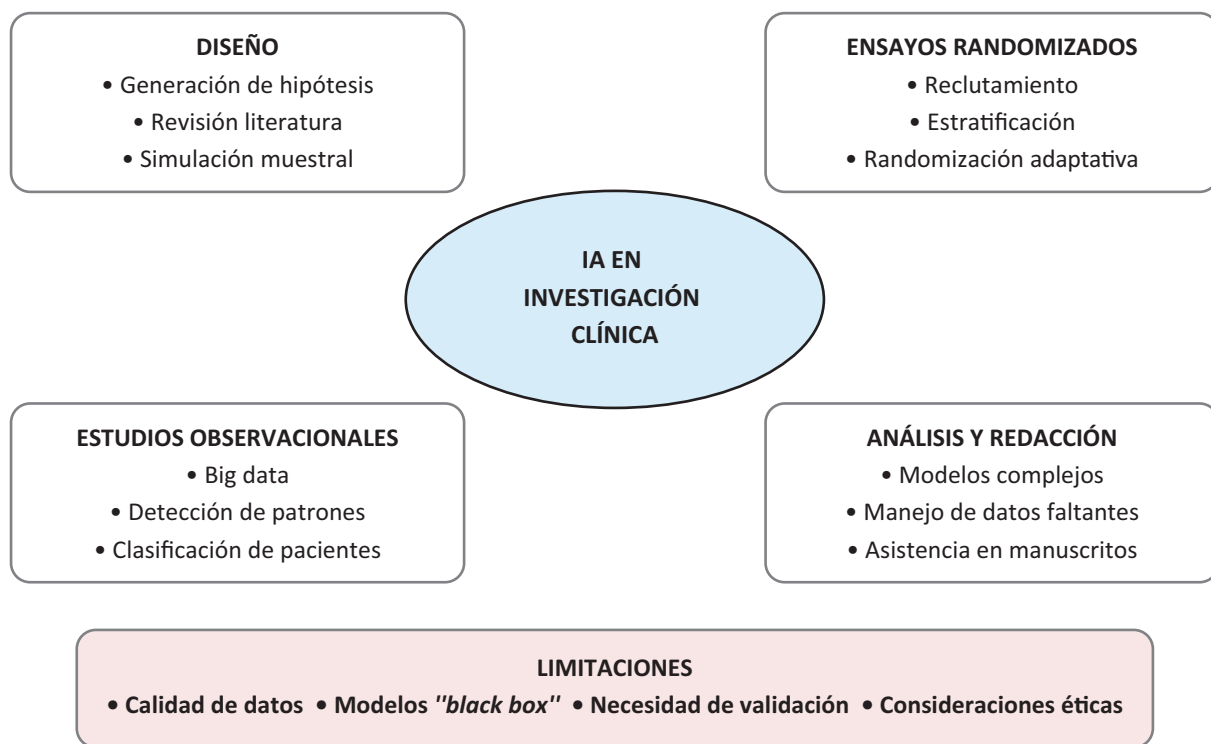 DISEÑO
• Generación de hipótesis
• Revisión literatura
• Simulación muestral
ENSAYOS RANDOMIZADOS
• Reclutamiento
• Estratificación
• Randomización adaptativa
IA EN
INVESTIGACIÓN
CLÍNICA
ESTUDIOS OBSERVACIONALES
• Big data
• Detección de patrones
• Clasificación de pacientes
ANÁLISIS Y REDACCIÓN
• Modelos complejos
• Manejo de datos faltantes
• Asistencia en manuscritos
LIMITACIONES
• Calidad de datos • Modelos "black box" • Necesidad de validación • Consideraciones éticas